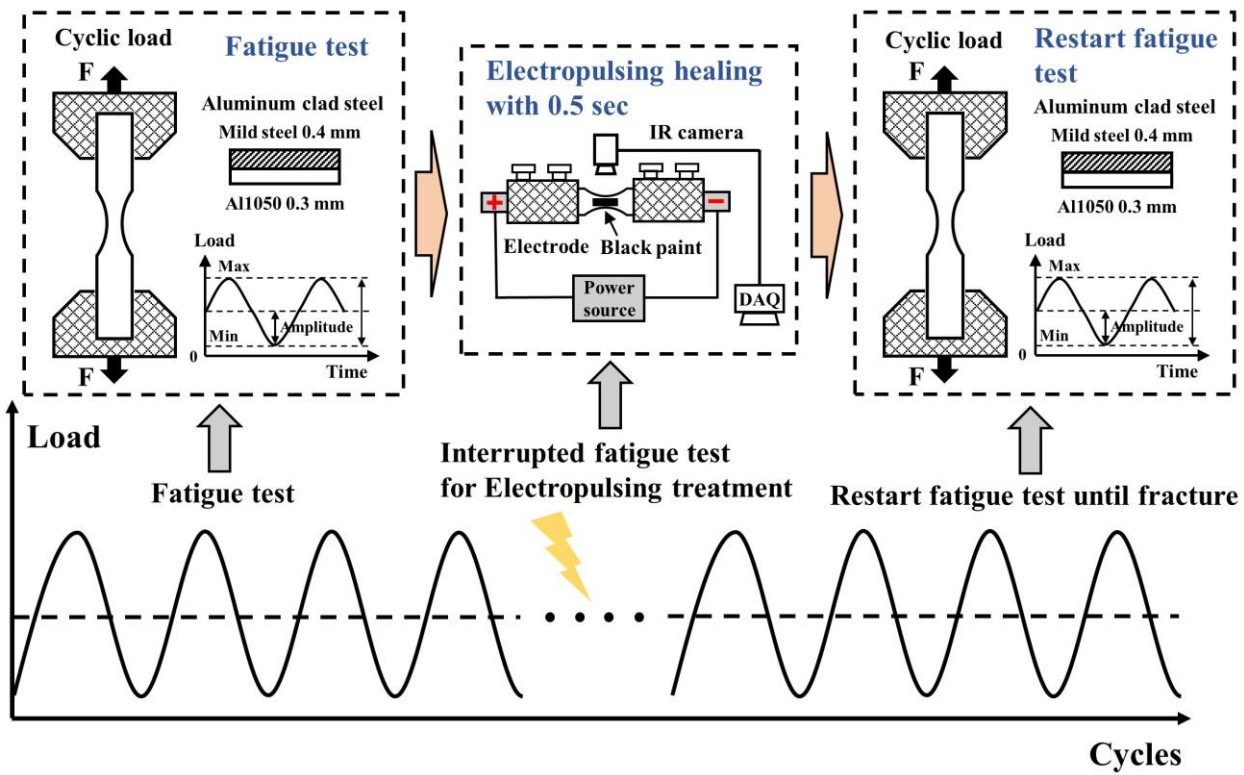 Cyclic load
Fatigue test
F
Aluminum clad steel
Mild steel 0.4 mm
Al1050 0.3 mm
Load
Max
Min
Amplitude
0
Time
F
Electropulsing healing
with 0.5 sec
IR camera
+
−
Electrode
Black paint
Power
source
DAQ
Cyclic load
Restart fatigue
test
F
Aluminum clad steel
Mild steel 0.4 mm
Al1050 0.3 mm
Load
Max
Min
Amplitude
0
Time
F
Load
Fatigue test
Interrupted fatigue test
for Electropulsing treatment
Restart fatigue test until fracture
Cycles